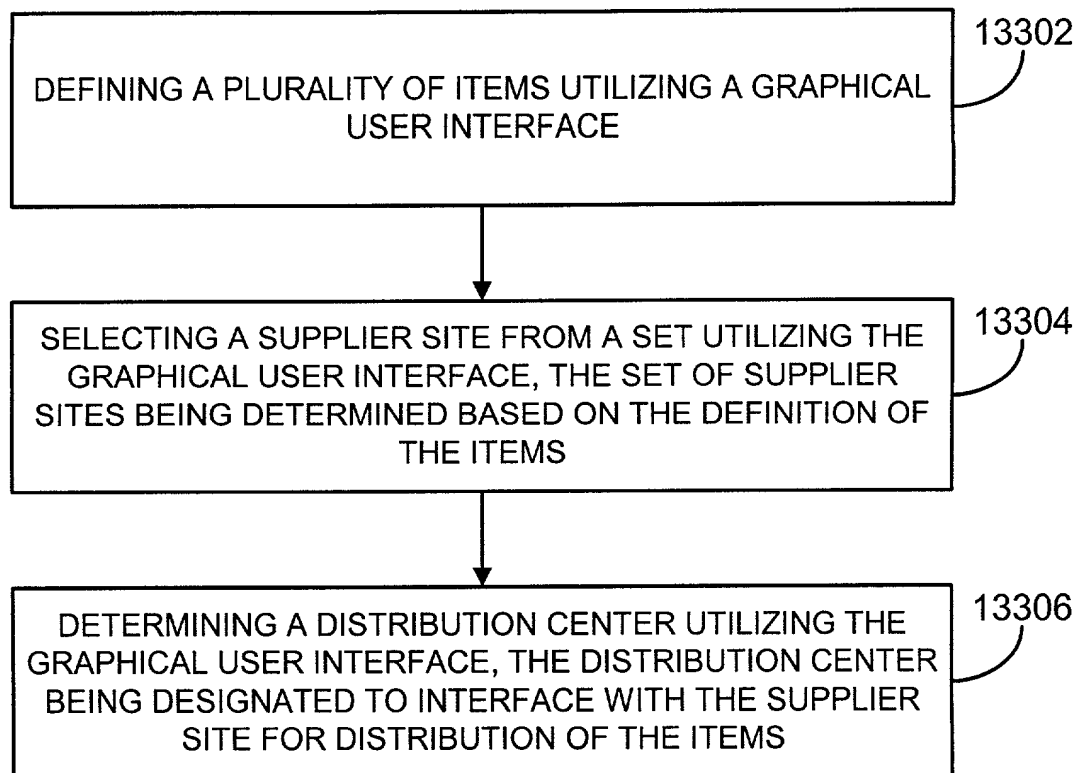 13302
DEFINING A PLURALITY OF ITEMS UTILIZING A GRAPHICAL
USER INTERFACE
13304
SELECTING A SUPPLIER SITE FROM A SET UTILIZING THE
GRAPHICAL USER INTERFACE, THE SET OF SUPPLIER
SITES BEING DETERMINED BASED ON THE DEFINITION OF
THE ITEMS
13306
DETERMINING A DISTRIBUTION CENTER UTILIZING THE
GRAPHICAL USER INTERFACE, THE DISTRIBUTION CENTER
BEING DESIGNATED TO INTERFACE WITH THE SUPPLIER
SITE FOR DISTRIBUTION OF THE ITEMS